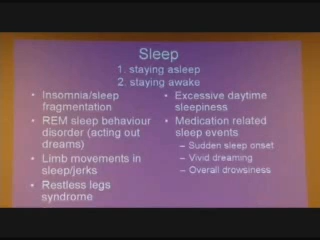 Sleep
1. staying asleep
2. staying awake
• Insomnia/sleep
fragmentation
• REM sleep behaviour
disorder (acting out
dreams)
• Limb movements in
sleep/jerks
• Restless legs
syndrome
• Excessive daytime
sleepiness
• Medication related
sleep events
– Sudden sleep onset
– Vivid dreaming
– Overall drowsiness